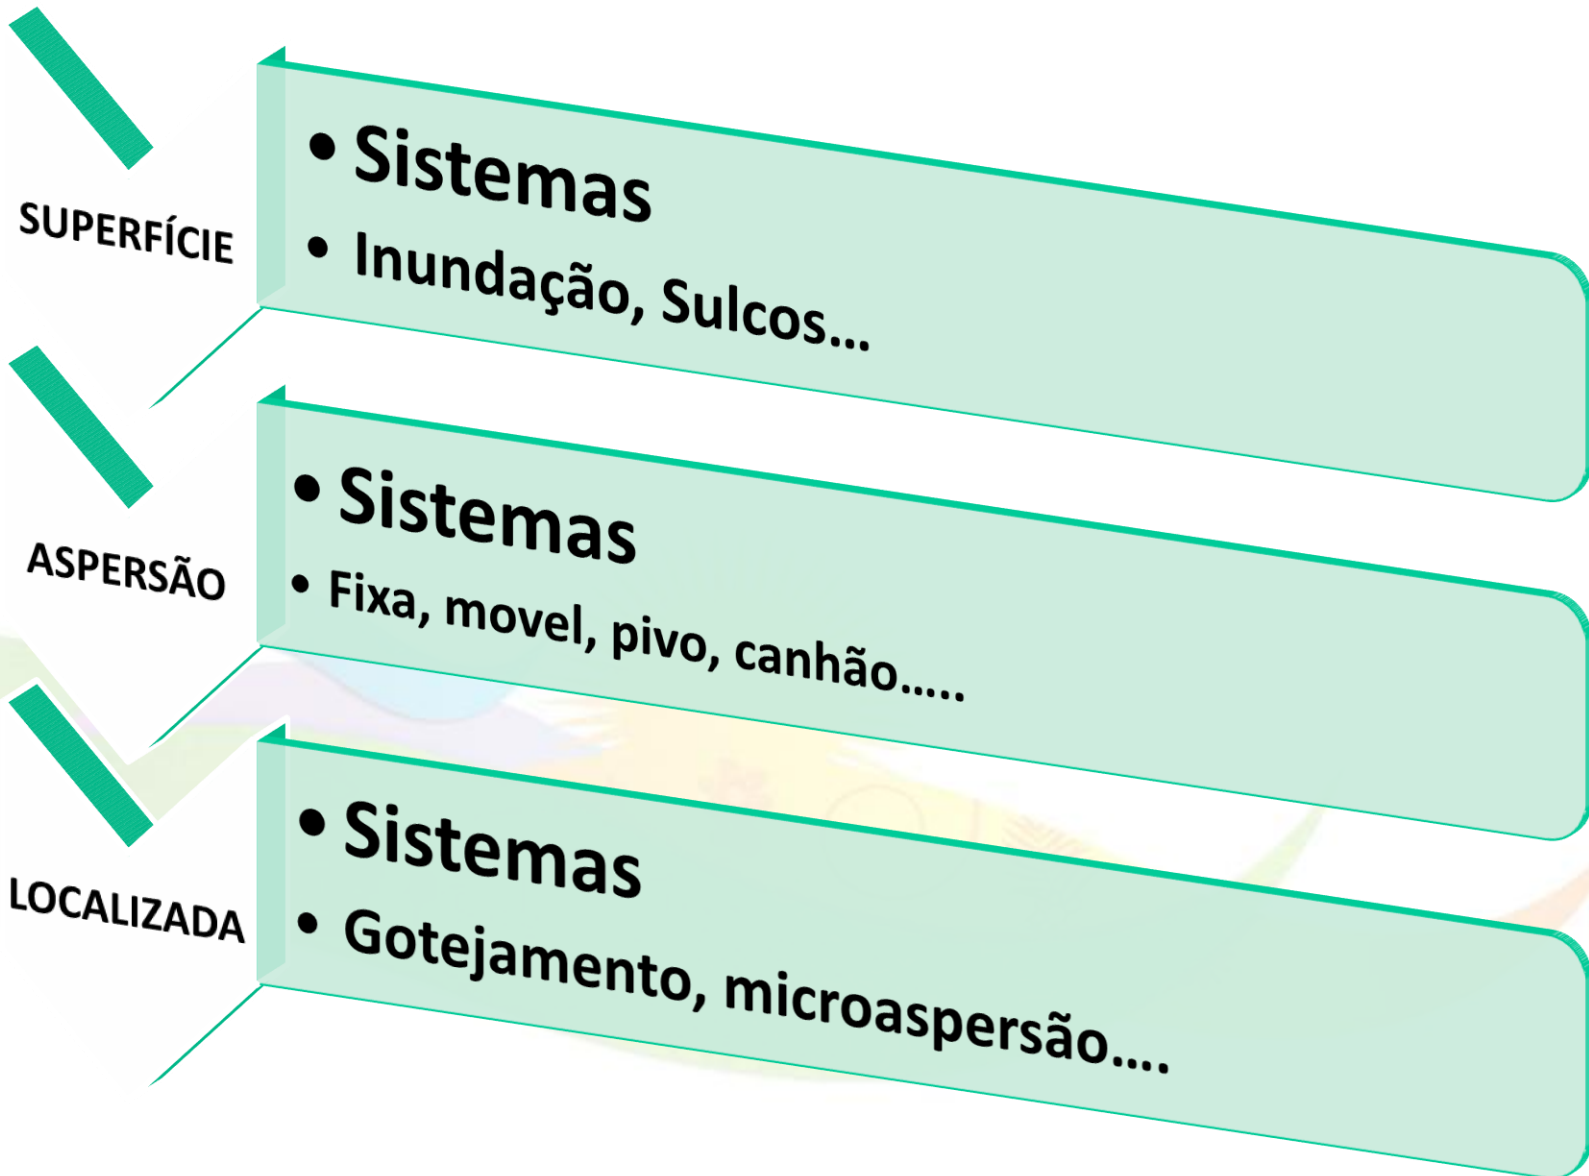 SUPERFÍCIE
• Sistemas
• Inundação, Sulcos...
ASPERSÃO
• Sistemas
• Fixa, movel, pivo, canhão.....
LOCALIZADA
• Sistemas
• Gotejamento, microaspersão....